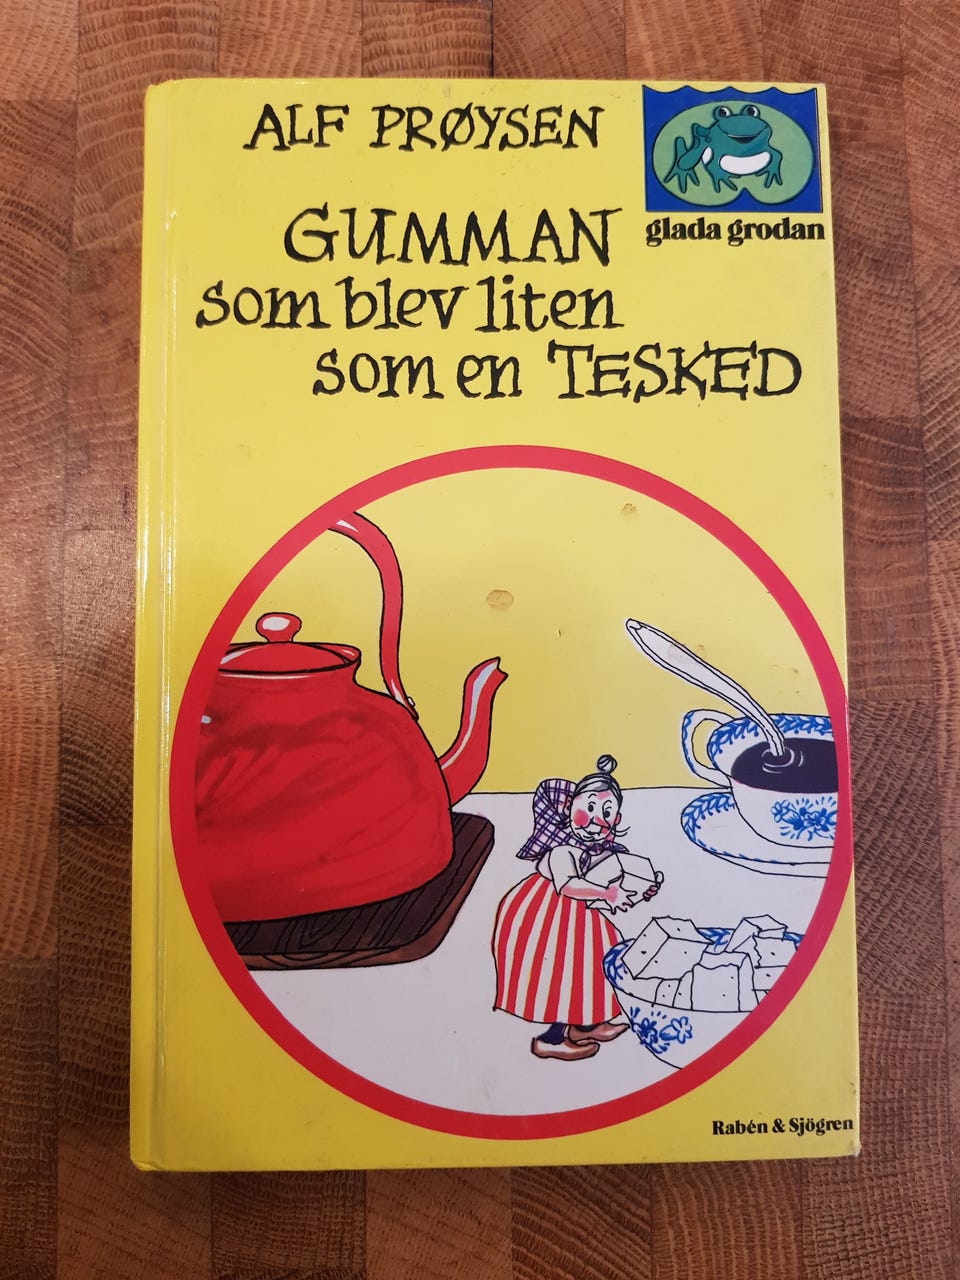 ALF PRØYSEN
glada grodan
GUMMAN
som blev liten
som en TESKED
Rabén & Sjögren